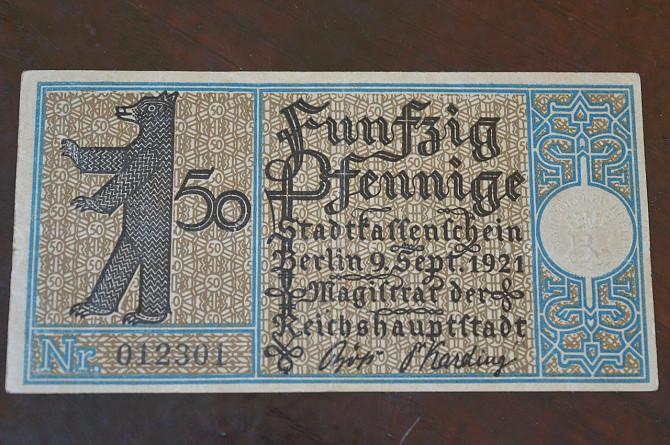 50
Fünfzig
Pfennige
Stadtkassenschein
Berlin 9. Sept. 1921
Magistrat der
Reichshauptstadt
Nr. 012301